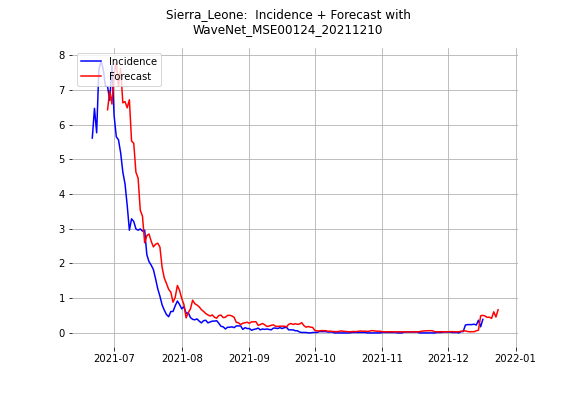 Sierra_Leone:  Incidence + Forecast with
WaveNet_MSE00124_20211210
Incidence
Forecast
8
7
6
5
4
3
2
1
0
2021-07 2021-08 2021-09 2021-10 2021-11 2021-12 2022-01